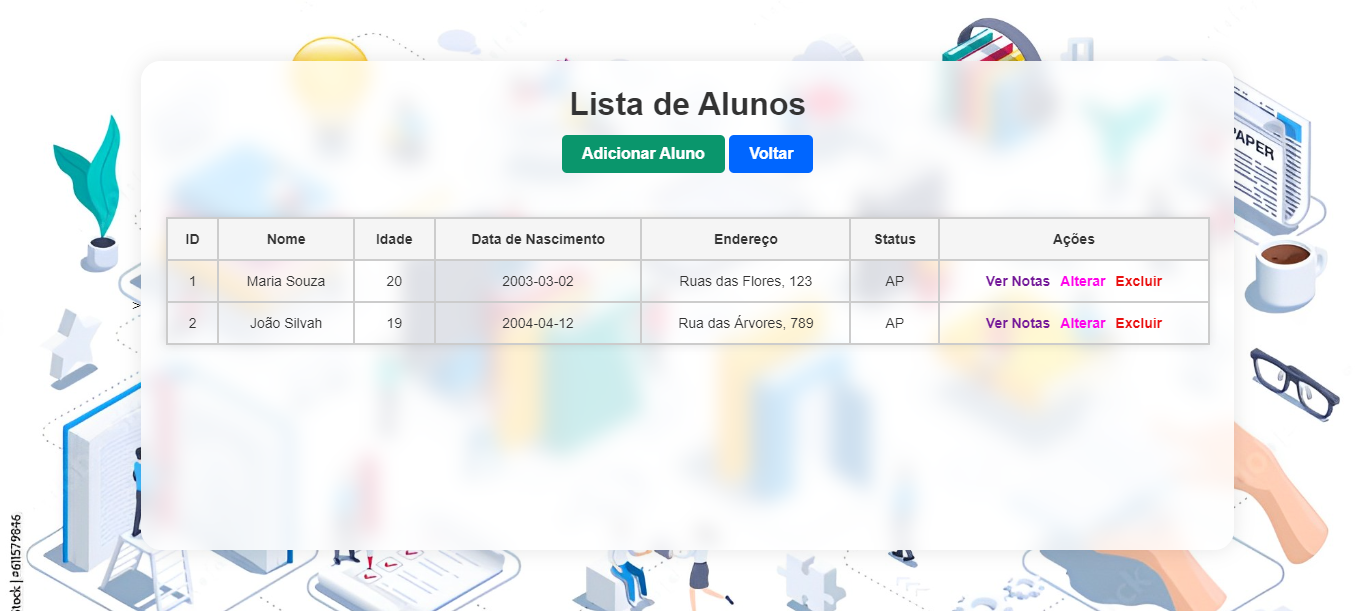 Lista de Alunos
Adicionar Aluno Voltar
ID Nome Idade Data de Nascimento Endereço Status Ações
1 Maria Souza 20 2003-03-02 Ruas das Flores, 123 AP Ver Notas Alterar Excluir
2 João Silvah 19 2004-04-12 Rua das Árvores, 789 AP Ver Notas Alterar Excluir
>
PAPER
tock | #611579846